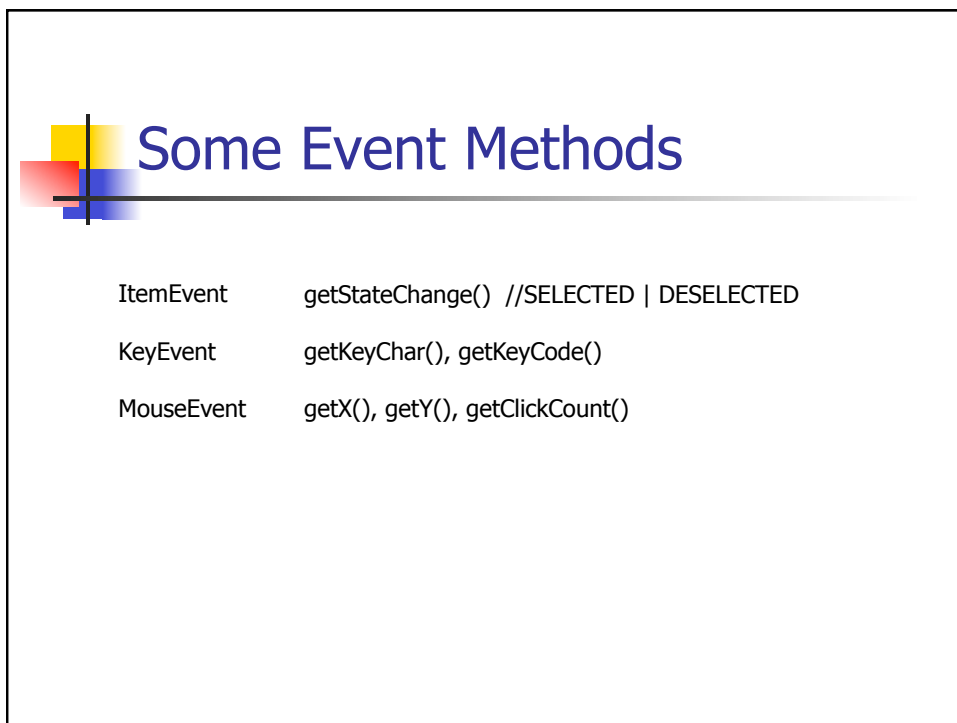 Some Event Methods
ItemEvent getStateChange() //SELECTED | DESELECTED
KeyEvent getKeyChar(), getKeyCode()
MouseEvent getX(), getY(), getClickCount()